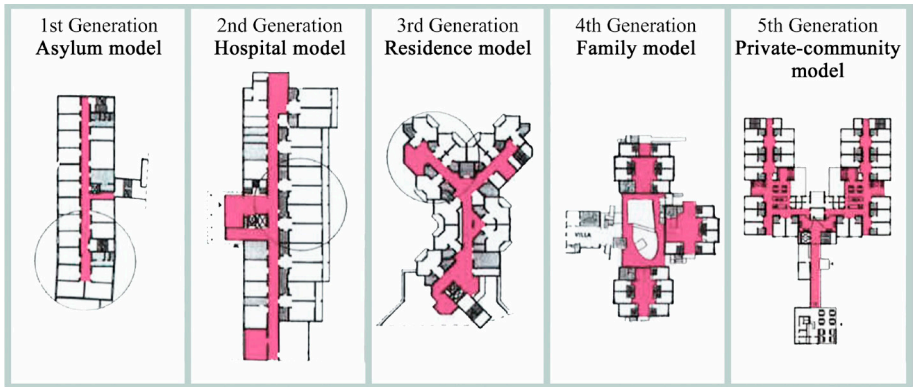 1st Generation
Asylum model
2nd Generation
Hospital model
3rd Generation
Residence model
4th Generation
Family model
5th Generation
Private-community
model
VILLA